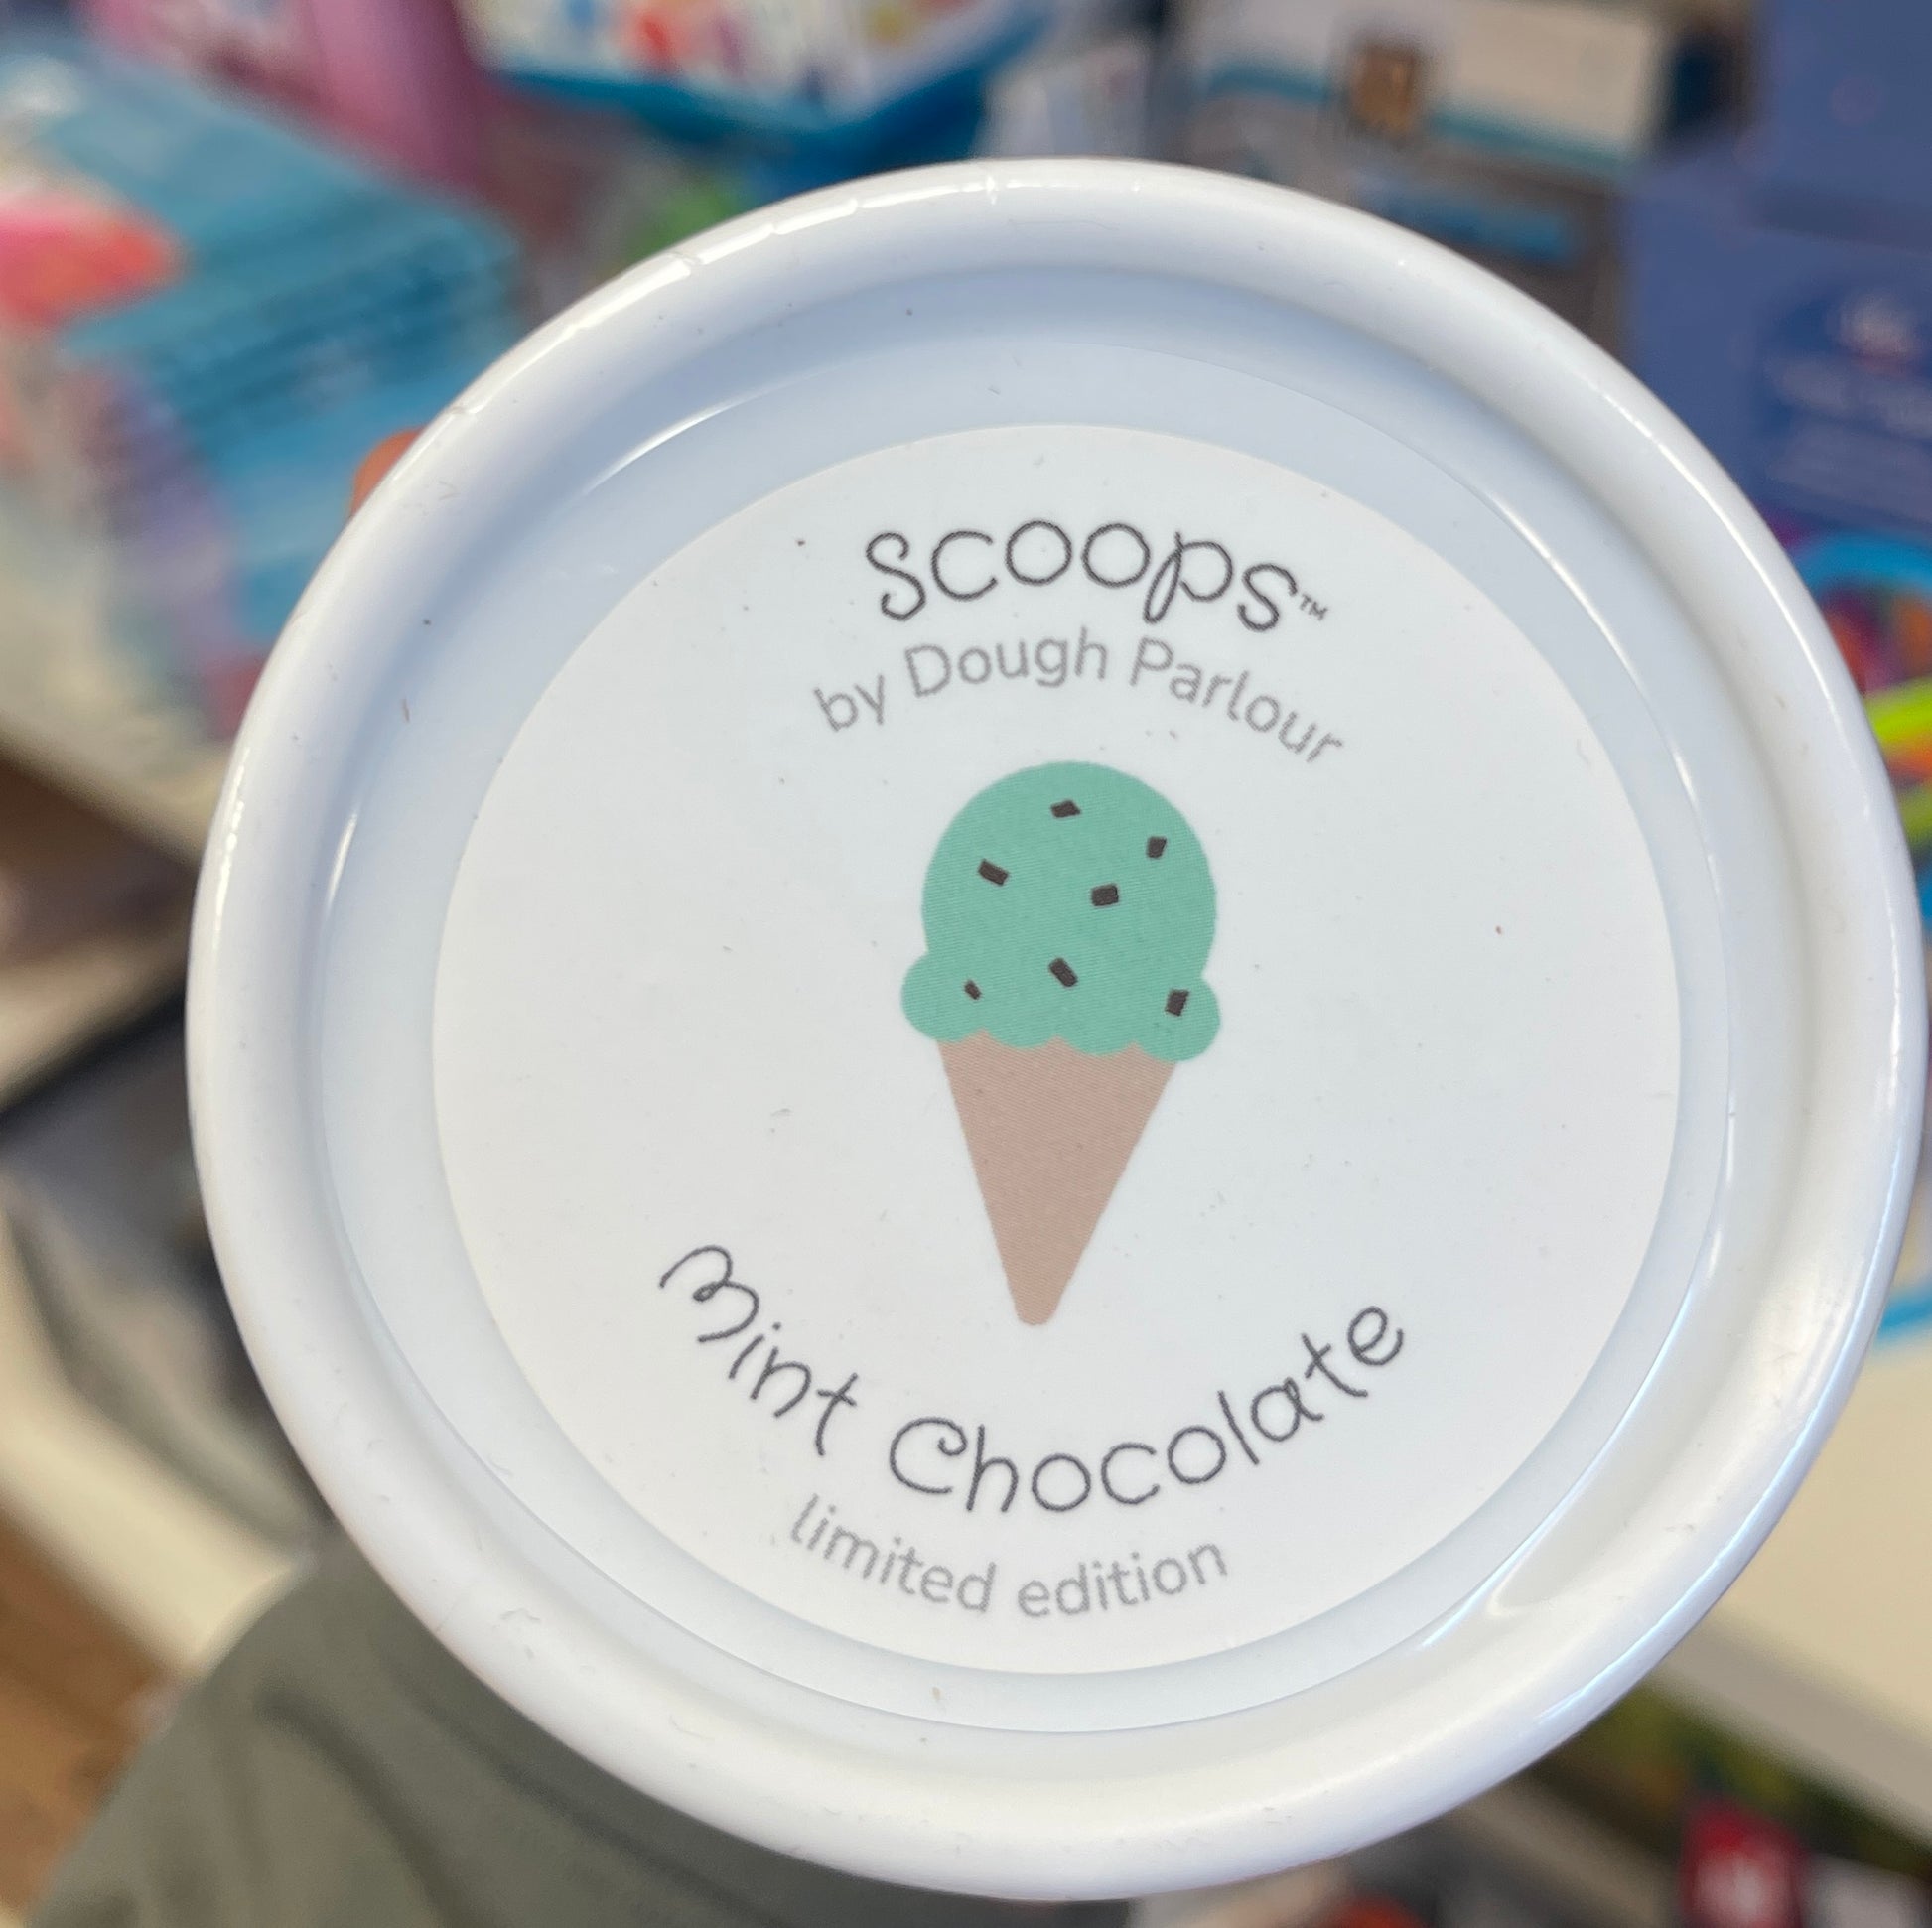 scoops™
by Dough Parlour
Mint Chocolate
limited edition